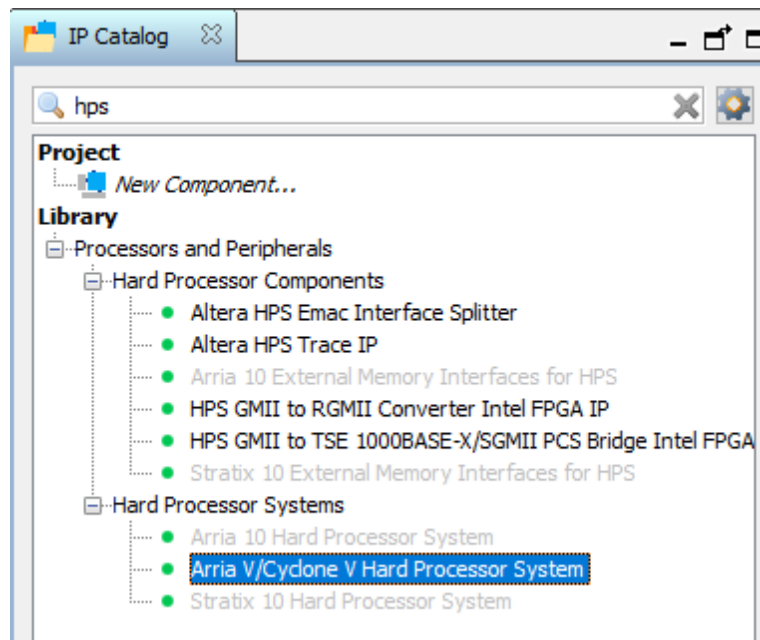 IP Catalog
hps
Project
New Component...
Library
Processors and Peripherals
Hard Processor Components
Altera HPS Emac Interface Splitter
Altera HPS Trace IP
Arria 10 External Memory Interfaces for HPS
HPS GMII to RGMII Converter Intel FPGA IP
HPS GMII to TSE 1000BASE-X/SGMII PCS Bridge Intel FPGA
Stratix 10 External Memory Interfaces for HPS
Hard Processor Systems
Arria 10 Hard Processor System
Arria V/Cyclone V Hard Processor System
Stratix 10 Hard Processor System